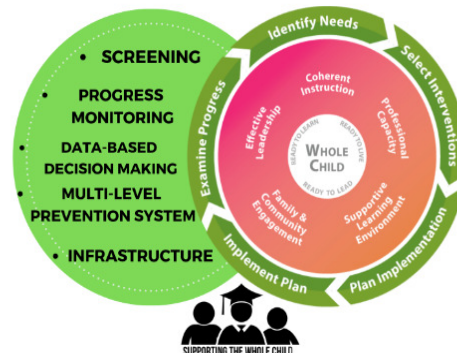 • SCREENING
• PROGRESS
MONITORING
• DATA-BASED
DECISION MAKING
• MULTI-LEVEL
PREVENTION SYSTEM
• INFRASTRUCTURE
Identify Needs
Select Interventions
Plan Implementation
Implement Plan
Examine Progress
Coherent
Instruction
Professional
Capacity
Supportive
Learning
Environment
Family &
Community
Engagement
Effective
Leadership
READY TO LEARN
READY TO LIVE
READY TO LEAD
WHOLE
CHILD
SUPPORTING THE WHOLE CHILD